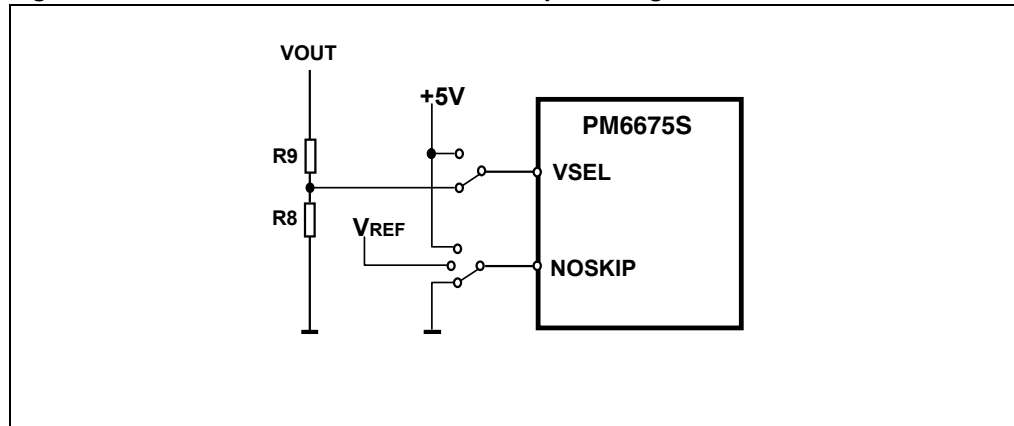 VOUT
+5V
PM6675S
R9
VSEL
R8
VREF
NOSKIP